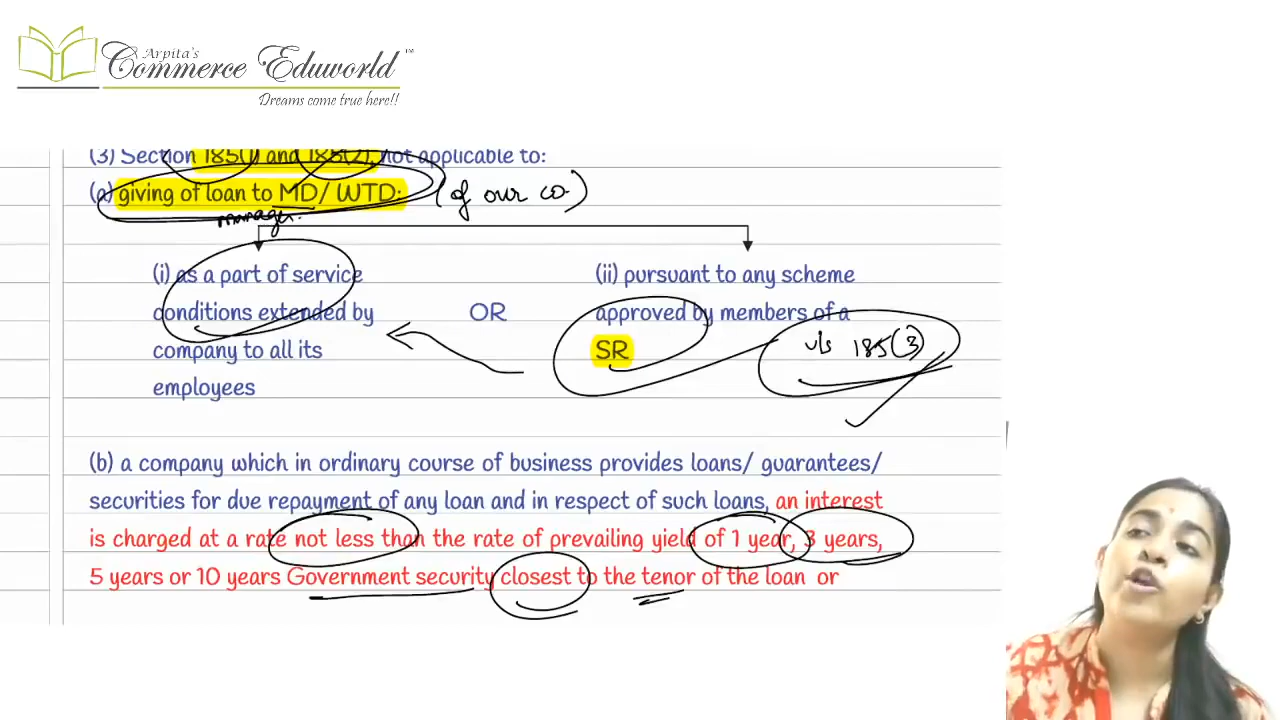 Arpita's
Commerce Eduworld™
Dreams come true here!!
(3) Section 185(1) and 185(2), not applicable to:
(a) giving of loan to MD/ WTD: (of our co.)
manager.
(i) as a part of service
conditions extended by
company to all its
employees
OR
(ii) pursuant to any scheme
approved by members of a
SR
u/s 185(3)
(b) a company which in ordinary course of business provides loans/ guarantees/
securities for due repayment of any loan and in respect of such loans, an interest
is charged at a rate not less than the rate of prevailing yield of 1 year, 3 years,
5 years or 10 years Government security closest to the tenor of the loan or